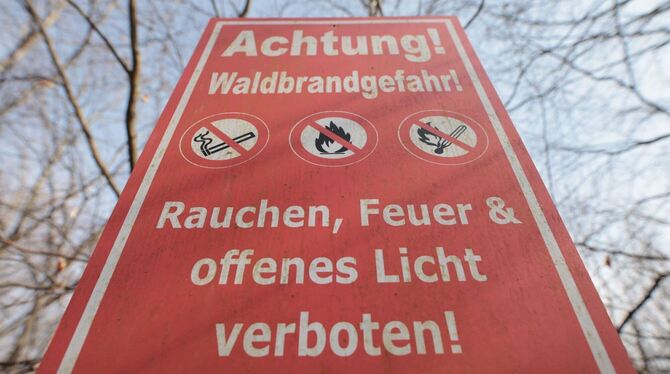 Achtung!
Waldbrandgefahr!
Rauchen, Feuer &
offenes Licht
verboten!